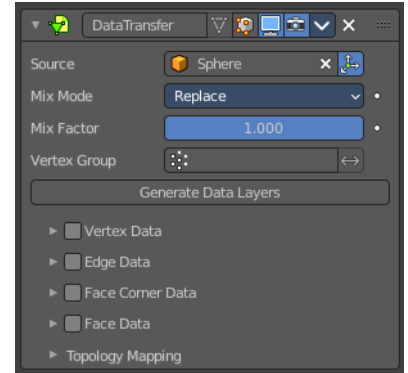 DataTransfer
Source Sphere
Mix Mode Replace
Mix Factor 1.000
Vertex Group
Generate Data Layers
Vertex Data
Edge Data
Face Corner Data
Face Data
Topology Mapping